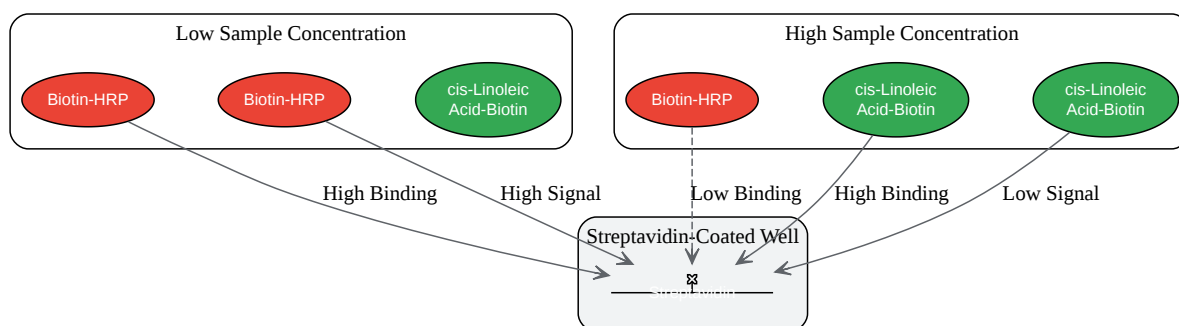 Low Sample Concentration
High Sample Concentration
Biotin-HRP
Biotin-HRP
cis-Linoleic
Acid-Biotin
Biotin-HRP
cis-Linoleic
Acid-Biotin
cis-Linoleic
Acid-Biotin
High Binding
High Signal
Low Binding
High Binding
Low Signal
Streptavidin-Coated Well
Streptavidin